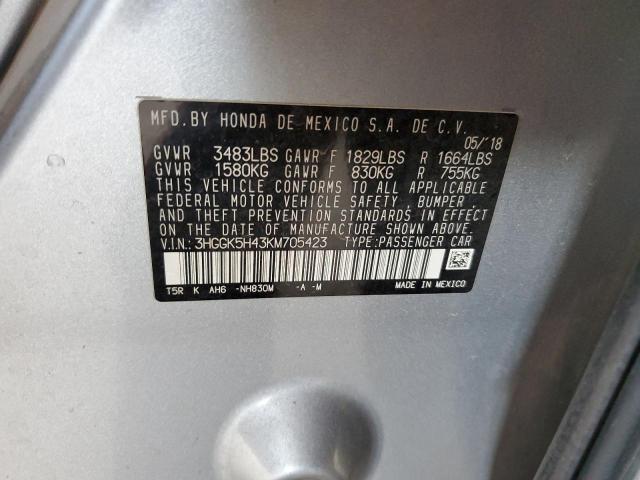 MFD. BY HONDA DE MEXICO S.A. DE C.V.
05/'18
GVWR 3483LBS GAWR F 1829LBS R 1664LBS
GVWR 1580KG GAWR F 830KG R 755KG
THIS VEHICLE CONFORMS TO ALL APPLICABLE
FEDERAL MOTOR VEHICLE SAFETY, BUMPER
AND THEFT PREVENTION STANDARDS IN EFFECT
ON THE DATE OF MANUFACTURE SHOWN ABOVE.
V.I.N.: 3HGGK5H43KM705423 TYPE: PASSENGER CAR
T5R K AH6 -NH830M -A -M MADE IN MEXICO